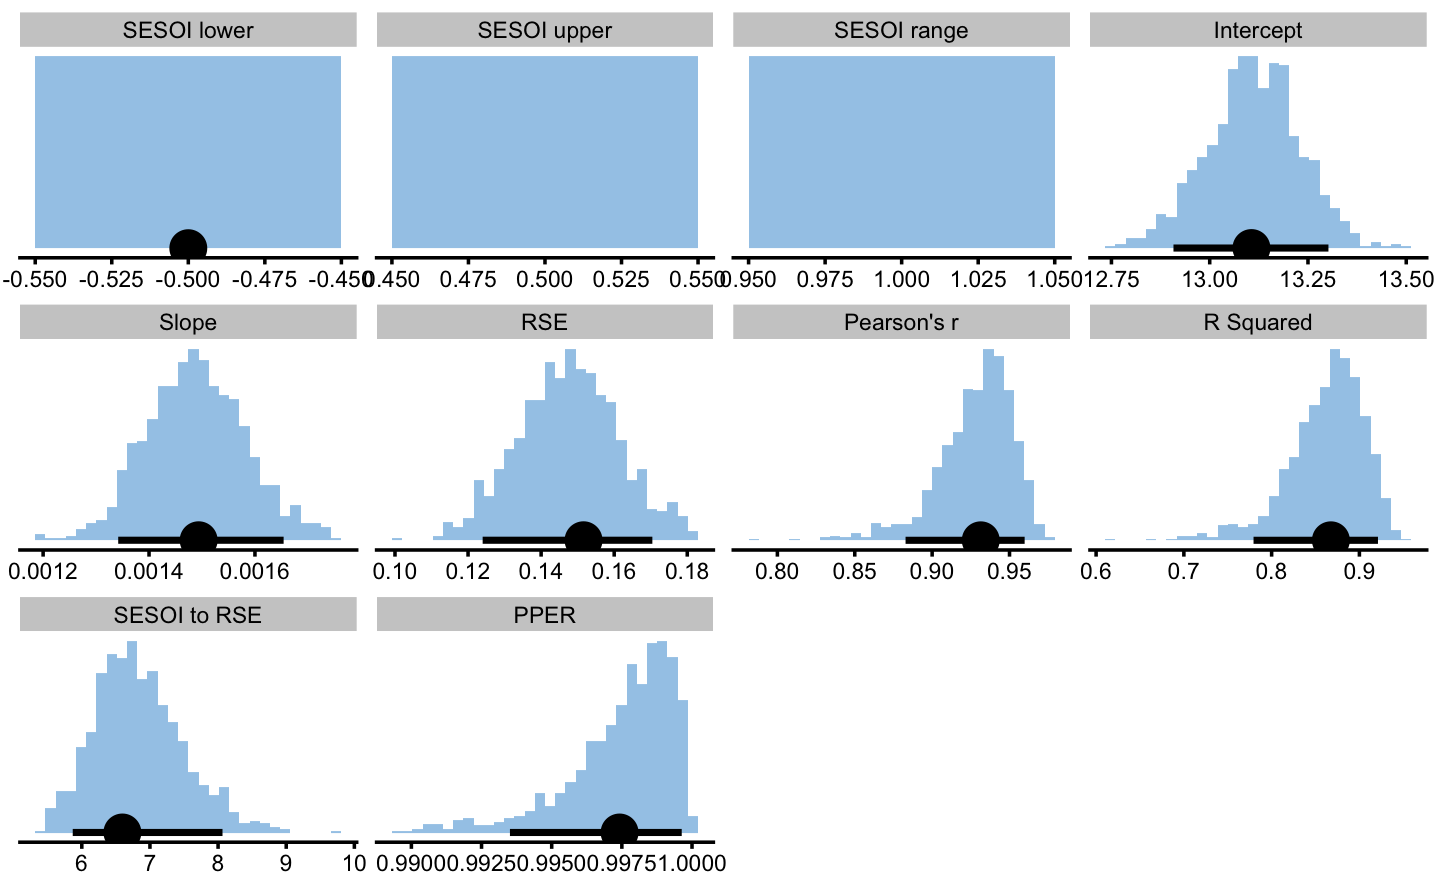 SESOI lower SESOI upper SESOI range Intercept
-0.550 -0.525 -0.500 -0.475 -0.450 0.450 0.475 0.500 0.525 0.550 0.950 0.975 1.000 1.025 1.050 12.75 13.00 13.25 13.50
Slope RSE Pearson's r R Squared
0.0012 0.0014 0.0016 0.10 0.12 0.14 0.16 0.18 0.80 0.85 0.90 0.95 0.6 0.7 0.8 0.9
SESOI to RSE PPER
6 7 8 9 10 0.9900 0.9925 0.9950 0.9975 1.0000